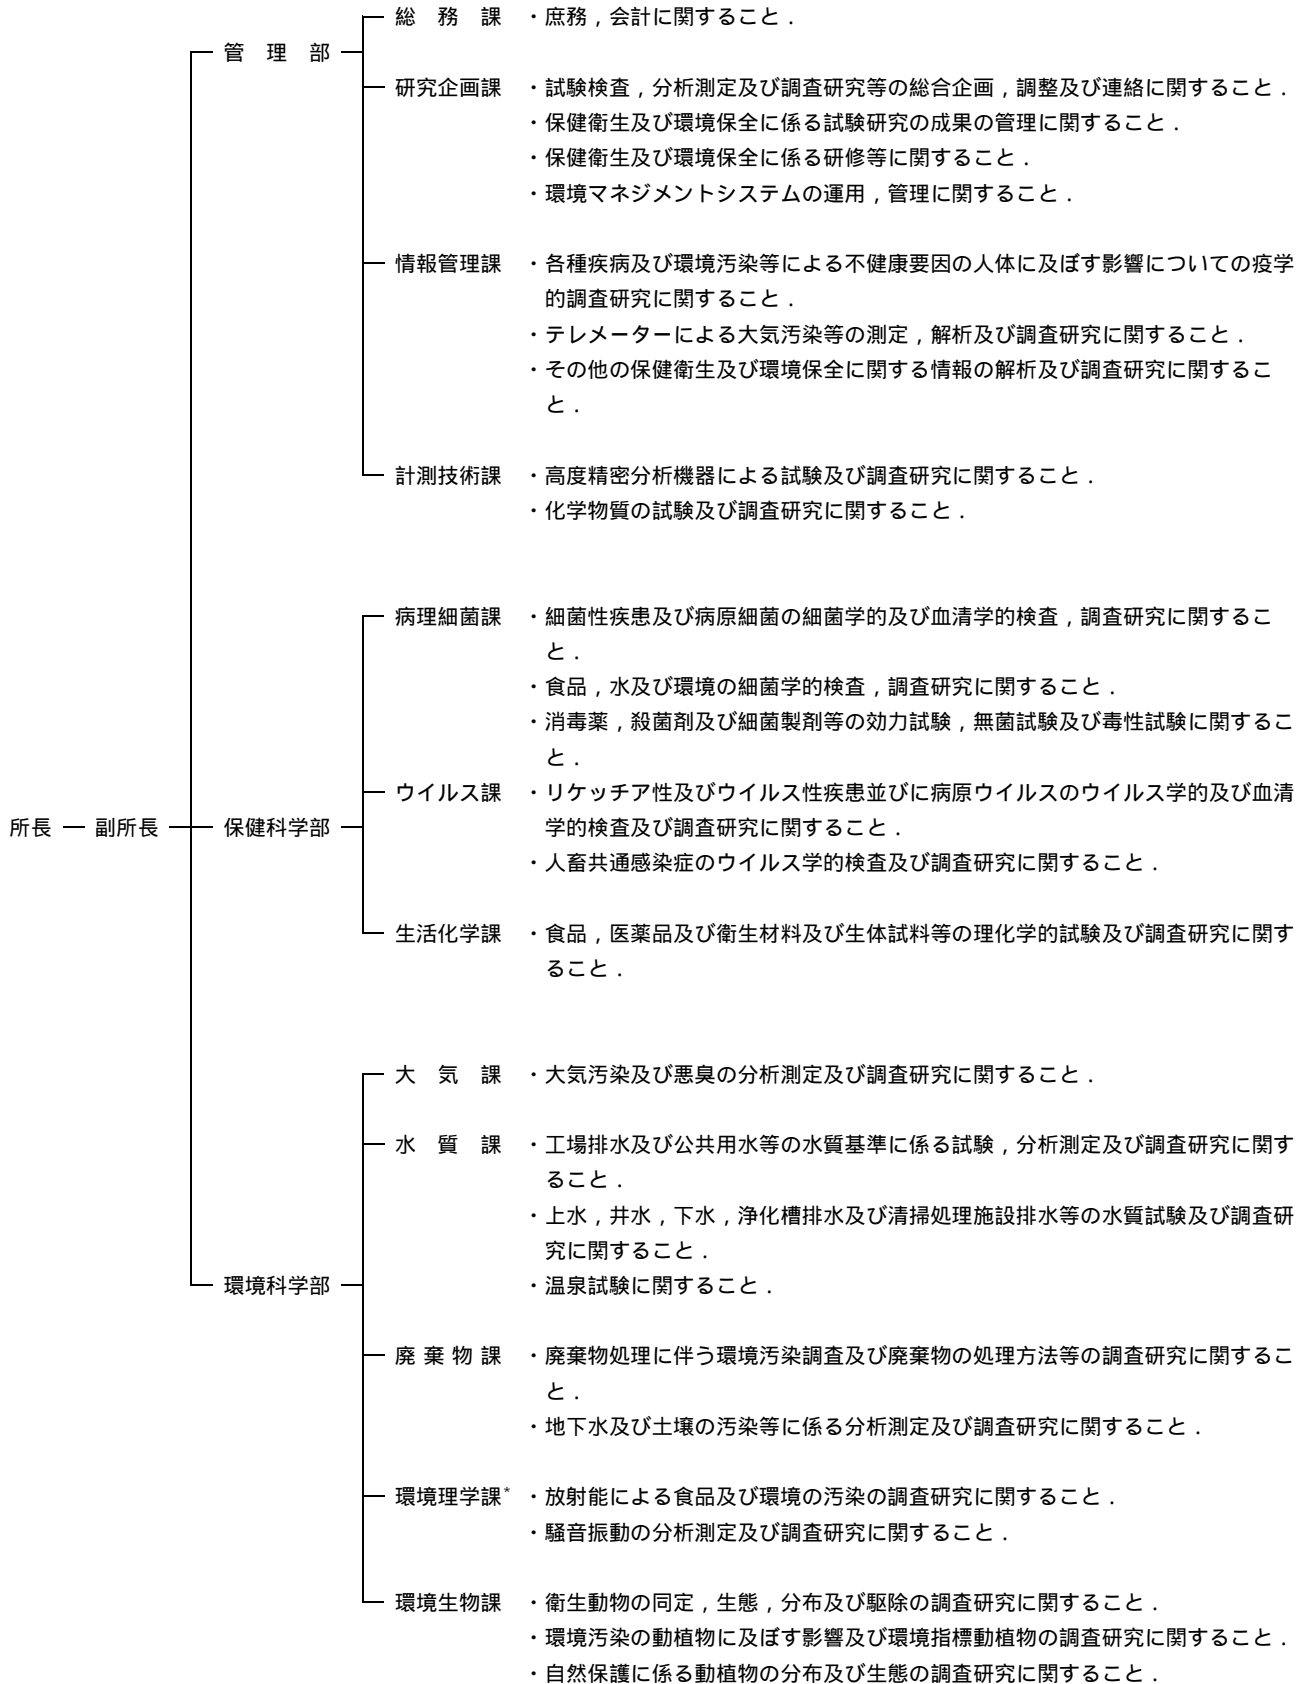 総　務　課　・庶務，会計に関すること．
管　理　部
研究企画課　・試験検査，分析測定及び調査研究等の総合企画，調整及び連絡に関すること．
・保健衛生及び環境保全に係る試験研究の成果の管理に関すること．
・保健衛生及び環境保全に係る研修等に関すること．
・環境マネジメントシステムの運用，管理に関すること．
情報管理課　・各種疾病及び環境汚染等による不健康要因の人体に及ぼす影響についての疫学
的調査研究に関すること．
・テレメーターによる大気汚染等の測定，解析及び調査研究に関すること．
・その他の保健衛生及び環境保全に関する情報の解析及び調査研究に関するこ
と．
計測技術課　・高度精密分析機器による試験及び調査研究に関すること．
・化学物質の試験及び調査研究に関すること．
病理細菌課　・細菌性疾患及び病原細菌の細菌学的及び血清学的検査，調査研究に関するこ
と．
・食品，水及び環境の細菌学的検査，調査研究に関すること．
・消毒薬，殺菌剤及び細菌製剤等の効力試験，無菌試験及び毒性試験に関するこ
と．
ウイルス課　・リケッチア性及びウイルス性疾患並びに病原ウイルスのウイルス学的及び血清
所長　副所長　保健科学部　学的検査及び調査研究に関すること．
・人畜共通感染症のウイルス学的検査及び調査研究に関すること．
生活化学課　・食品，医薬品及び衛生材料及び生体試料等の理化学的試験及び調査研究に関す
ること．
大　気　課　・大気汚染及び悪臭の分析測定及び調査研究に関すること．
水　質　課　・工場排水及び公共用水等の水質基準に係る試験，分析測定及び調査研究に関す
ること．
・上水，井水，下水，浄化槽排水及び清掃処理施設排水等の水質試験及び調査研
究に関すること．
環境科学部　・温泉試験に関すること．
廃 棄 物 課　・廃棄物処理に伴う環境汚染調査及び廃棄物の処理方法等の調査研究に関するこ
と．
・地下水及び土壌の汚染等に係る分析測定及び調査研究に関すること．
環境理学課*　・放射能による食品及び環境の汚染の調査研究に関すること．
・騒音振動の分析測定及び調査研究に関すること．
環境生物課　・衛生動物の同定，生態，分布及び駆除の調査研究に関すること．
・環境汚染の動植物に及ぼす影響及び環境指標動植物の調査研究に関すること．
・自然保護に係る動植物の分布及び生態の調査研究に関すること．